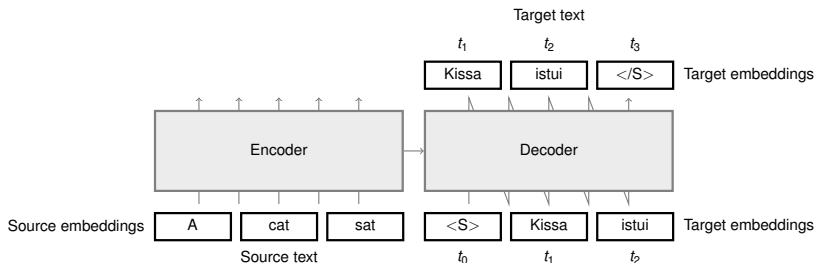 Target text
t1 t2 t3
Kissa istui </S> Target embeddings
Encoder Decoder
Source embeddings A cat sat <S> Kissa istui Target embeddings
Source text t0 t1 t2